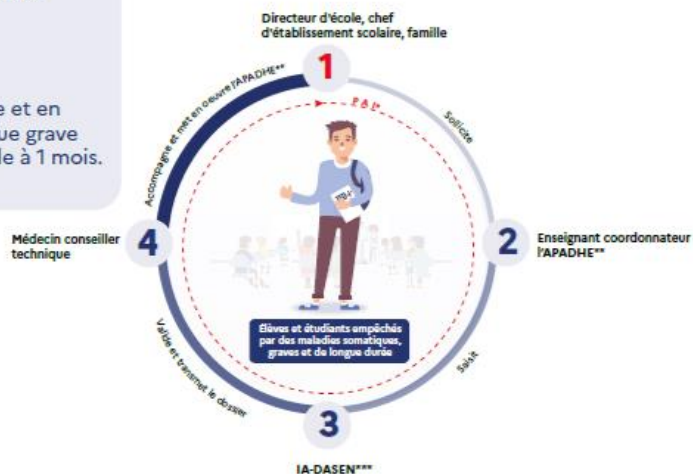 e et en
ue grave
le à 1 mois.
Directeur d'école, chef
d'établissement scolaire, famille
1
P A I*
Sollicite
2
Enseignant coordonnateur
l'APADHE**
Saisit
3
IA-DASEN***
Valide et transmet le dossier
4
Médecin conseiller
technique
Accompagne et met en oeuvre l'APADHE**
Élèves et étudiants empêchés
par des maladies somatiques,
graves et de longue durée